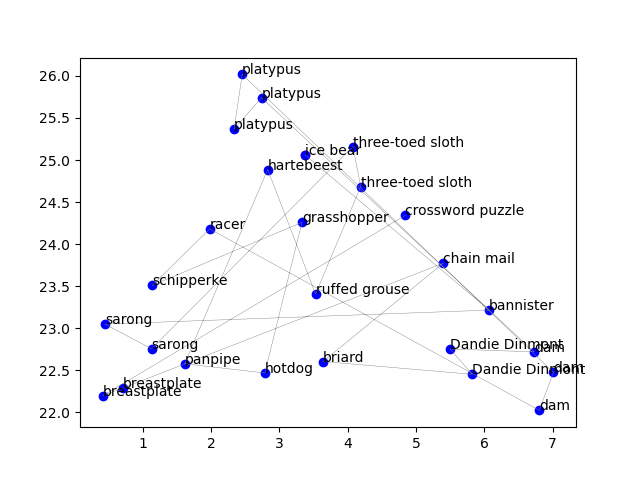 platypus
26.0
platypus
25.5
platypus
three-toed sloth
ice bear
25.0
hartebeest
three-toed sloth
24.5
crossword puzzle
grasshopper
racer
24.0
chain mail
schipperke
23.5
ruffed grouse
bannister
sarong
23.0
sarong
Dandie Dinmont
dam
panpipe
briard
22.5
hotdog
Dandie Dinmont
dam
breastplate
breastplate
dam
22.0
1 2 3 4 5 6 7